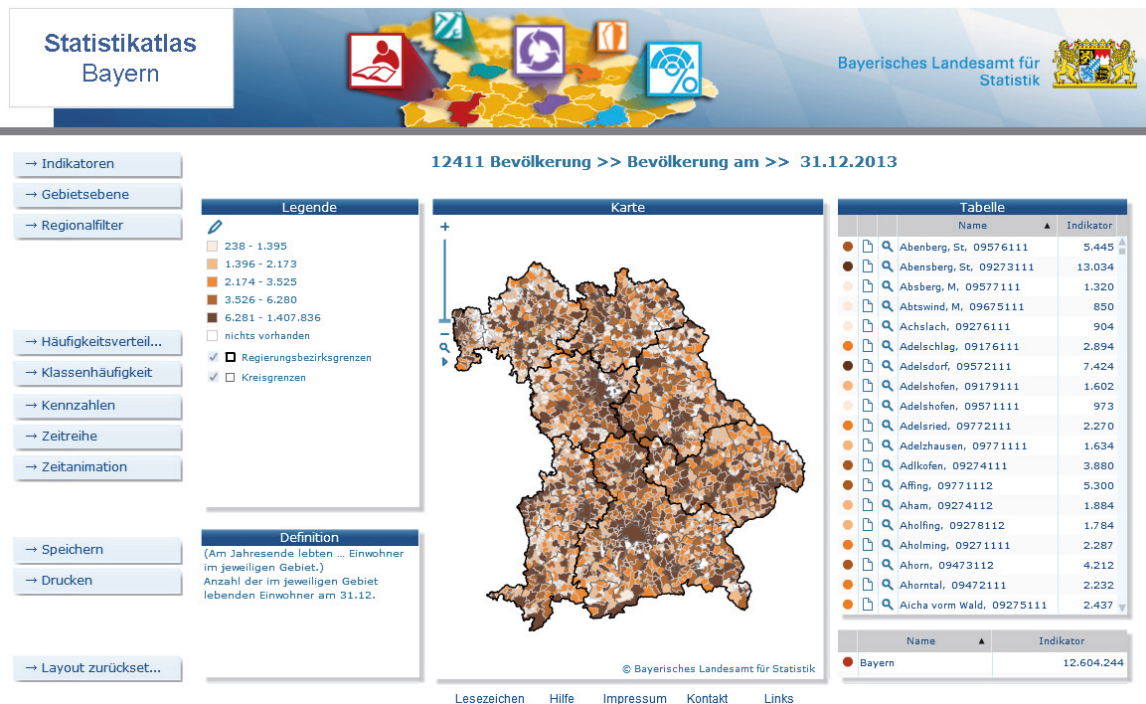 Statistikatlas
Bayern
Bayerisches Landesamt für
Statistik
12411 Bevölkerung >> Bevölkerung am >> 31.12.2013
→ Indikatoren
→ Gebietsebene
→ Regionalfilter
→ Häufigkeitsverteil...
→ Klassenhäufigkeit
→ Kennzahlen
→ Zeitreihe
→ Zeitanimation
→ Speichern
→ Drucken
→ Layout zurückset...
Legende
238 - 1.395
1.396 - 2.173
2.174 - 3.525
3.526 - 6.280
6.281 - 1.407.836
nichts vorhanden
Regierungsbezirksgrenzen
Kreisgrenzen
Definition
(Am Jahresende lebten ... Einwohner
im jeweiligen Gebiet.)
Anzahl der im jeweiligen Gebiet
lebenden Einwohner am 31.12.
Karte
+
−
© Bayerisches Landesamt für Statistik
Tabelle
Name ▲ Indikator
Abenberg, St, 09576111 5.445
Abensberg, St, 09273111 13.034
Absberg, M, 09577111 1.320
Abtswind, M, 09675111 850
Achslach, 09276111 904
Adelschlag, 09176111 2.894
Adelsdorf, 09572111 7.424
Adelshofen, 09179111 1.602
Adelshofen, 09571111 973
Adelsried, 09772111 2.270
Adelzhausen, 09771111 1.634
Adlkofen, 09274111 3.880
Affing, 09771112 5.300
Aham, 09274112 1.884
Aholfing, 09278112 1.784
Aholming, 09271111 2.287
Ahorn, 09473112 4.212
Ahorntal, 09472111 2.232
Aicha vorm Wald, 09275111 2.437
Name ▲ Indikator
Bayern 12.604.244
Lesezeichen Hilfe Impressum Kontakt Links